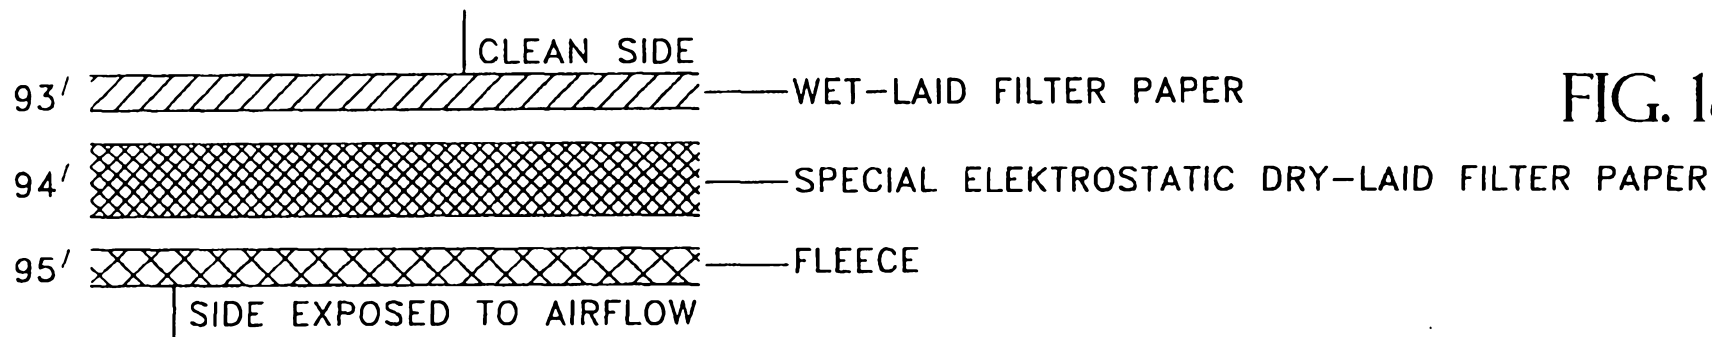 CLEAN SIDE
93' WET-LAID FILTER PAPER
FIG.
94' SPECIAL ELEKTROSTATIC DRY-LAID FILTER PAPER
95' FLEECE
SIDE EXPOSED TO AIRFLOW